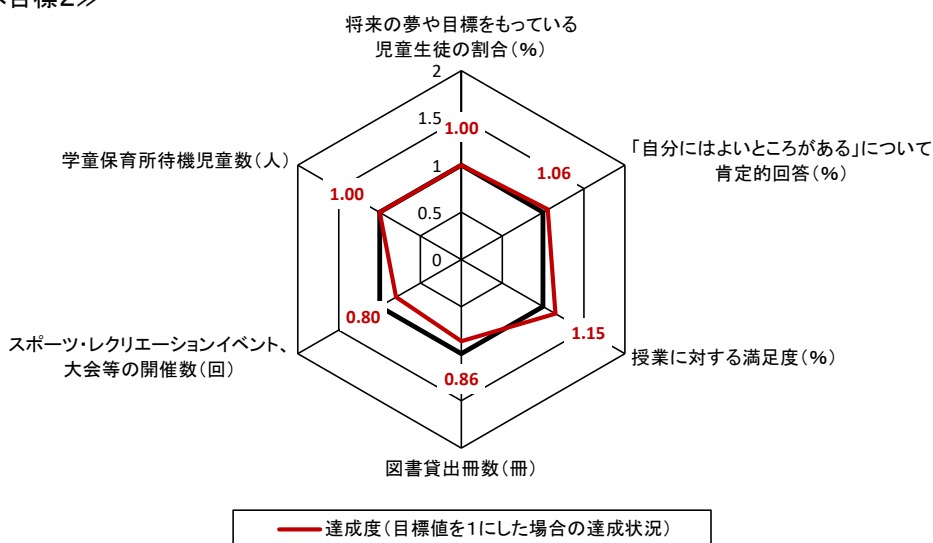 目標2≫
将来の夢や目標をもっている
児童生徒の割合(%)
2
1.5
1.00
学童保育所待機児童数(人)
「自分にはよいところがある」について
肯定的回答(%)
1
1.06
1.00
0.5
0
0.80
1.15
スポーツ・レクリエーションイベント、
大会等の開催数(回)
授業に対する満足度(%)
0.86
図書貸出冊数(冊)
達成度(目標値を1にした場合の達成状況)